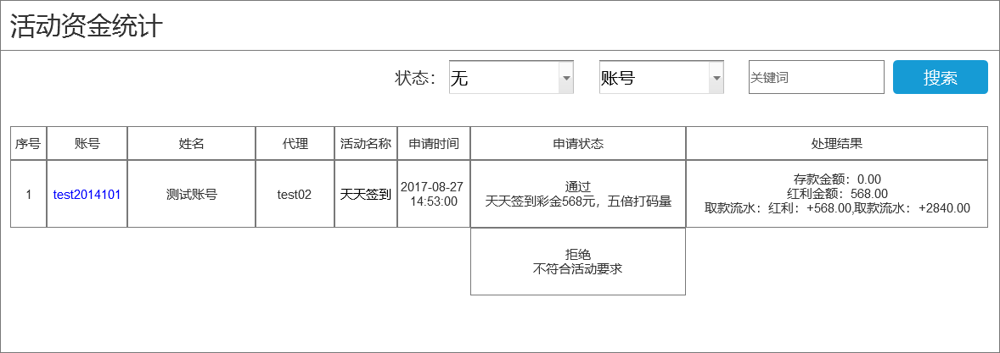 活动资金统计
状态： 无 账号 关键词 搜索
序号 账号 姓名 代理 活动名称 申请时间 申请状态 处理结果
1 test2014101 测试账号 test02 天天签到
2017-08-27
14:53:00
通过
天天签到彩金568元，五倍打码量
存款金额：0.00
红利金额：568.00
取款流水：红利：+568.00,取款流水：+2840.00
拒绝
不符合活动要求